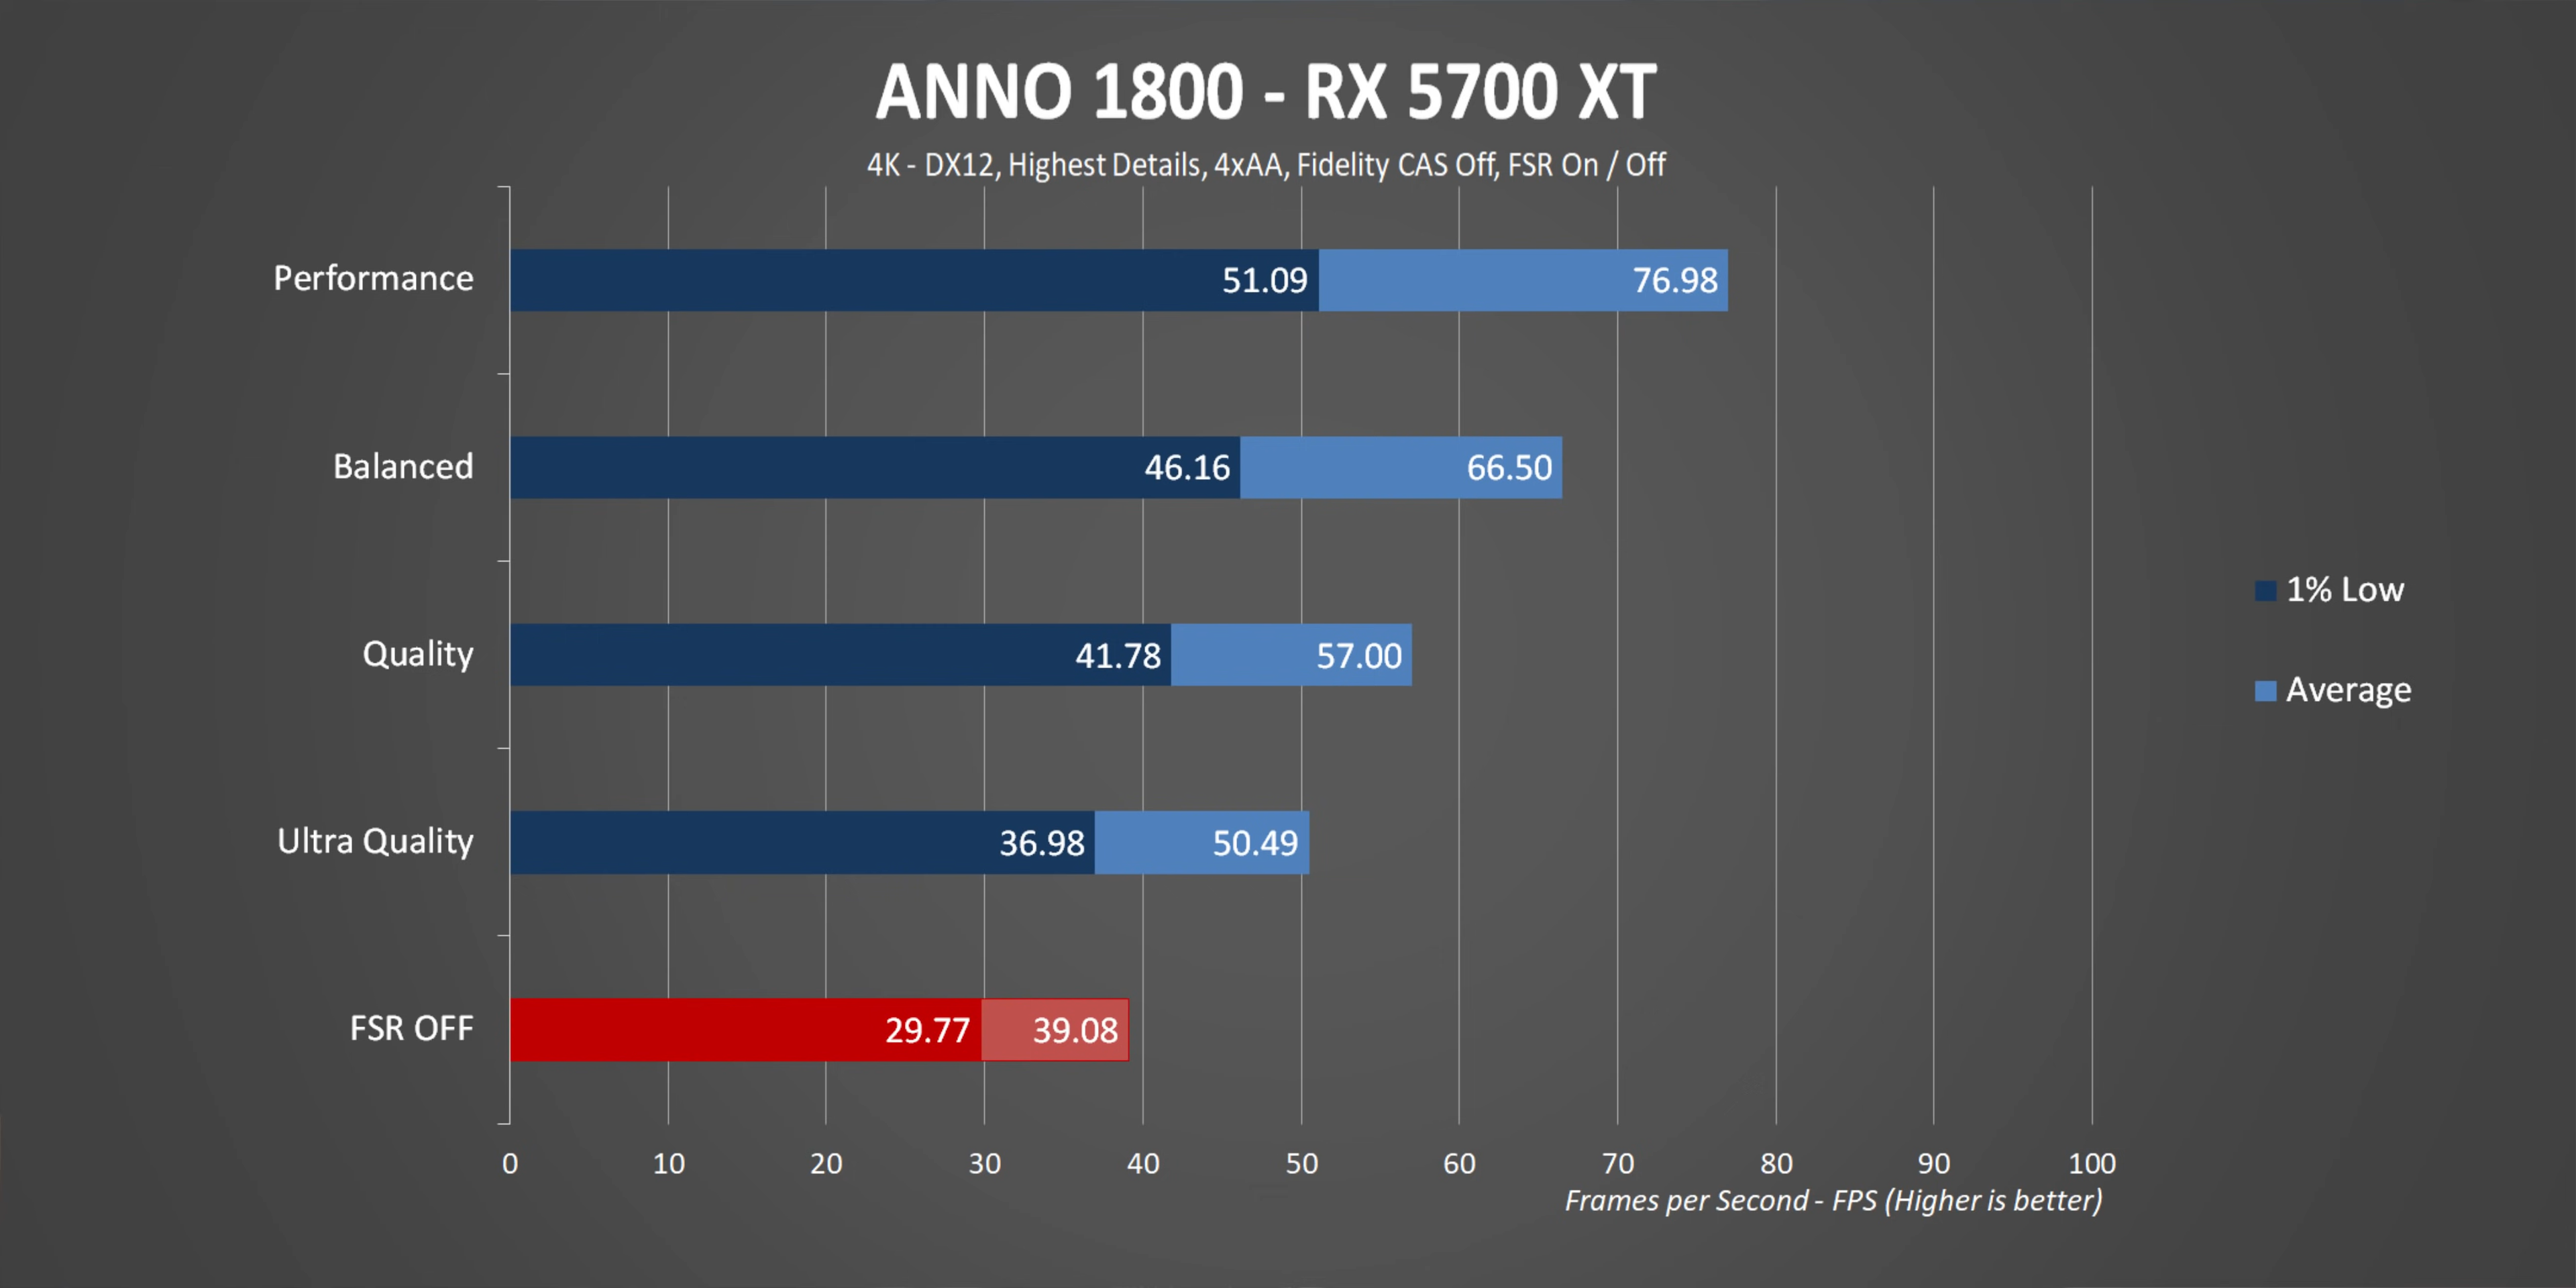 ANNO 1800 - RX 5700 XT
4K - DX12, Highest Details, 4xAA, Fidelity CAS Off, FSR On / Off
Performance 51.09 76.98
Balanced 46.16 66.50
1% Low
Quality 41.78 57.00
Average
Ultra Quality 36.98 50.49
FSR OFF 29.77 39.08
0 10 20 30 40 50 60 70 80 90 100
Frames per Second - FPS (Higher is better)